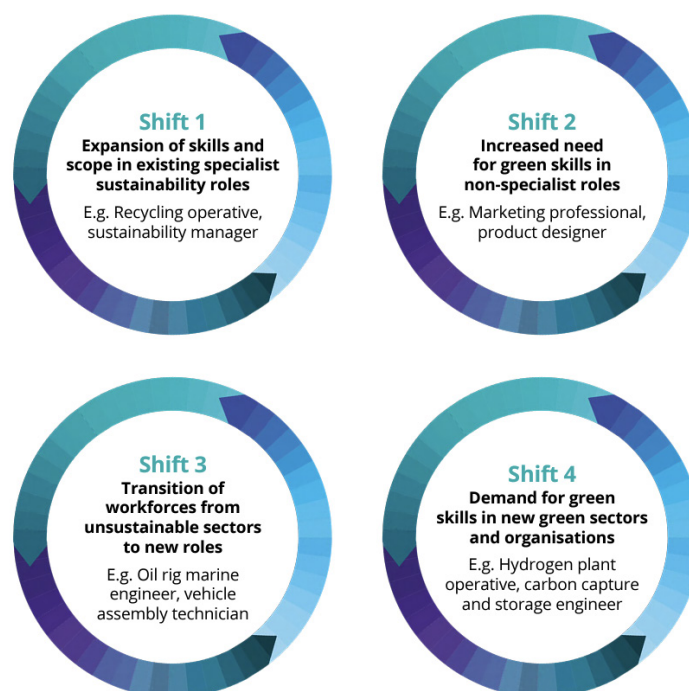 Shift 1
Expansion of skills and
scope in existing specialist
sustainability roles
E.g. Recycling operative,
sustainability manager
Shift 2
Increased need
for green skills in
non-specialist roles
E.g. Marketing professional,
product designer
Shift 3
Transition of
workforces from
unsustainable sectors
to new roles
E.g. Oil rig marine
engineer, vehicle
assembly technician
Shift 4
Demand for green
skills in new green sectors
and organisations
E.g. Hydrogen plant
operative, carbon capture
and storage engineer